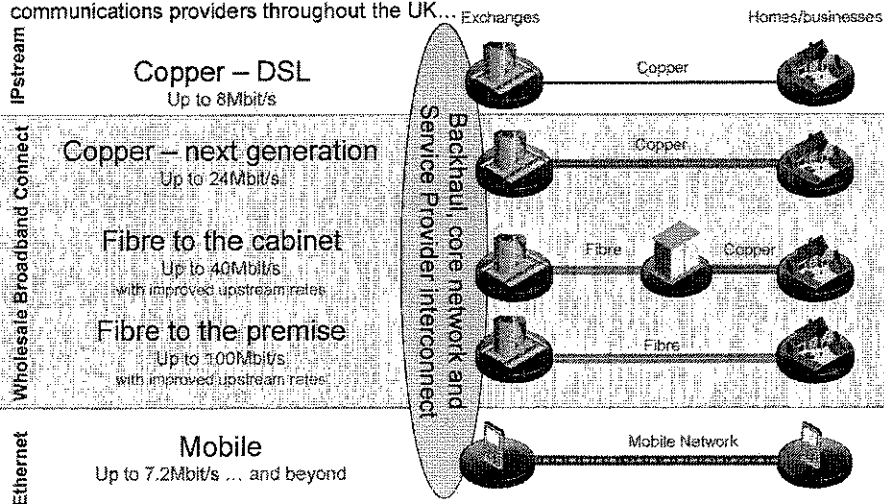 communications providers throughout the UK...
Exchanges
Homes/businesses
IPstream
Copper – DSL
Up to 8Mbit/s
Copper
Wholesale Broadband Connect
Copper – next generation
Up to 24Mbit/s
Copper
Fibre to the cabinet
Up to 40Mbit/s
with improved upstream rates
Fibre
Copper
Fibre to the premise
Up to 100Mbit/s
with improved upstream rates
Fibre
Backhaul, core network and
Service Provider interconnect
Ethernet
Mobile
Up to 7.2Mbit/s ... and beyond
Mobile Network